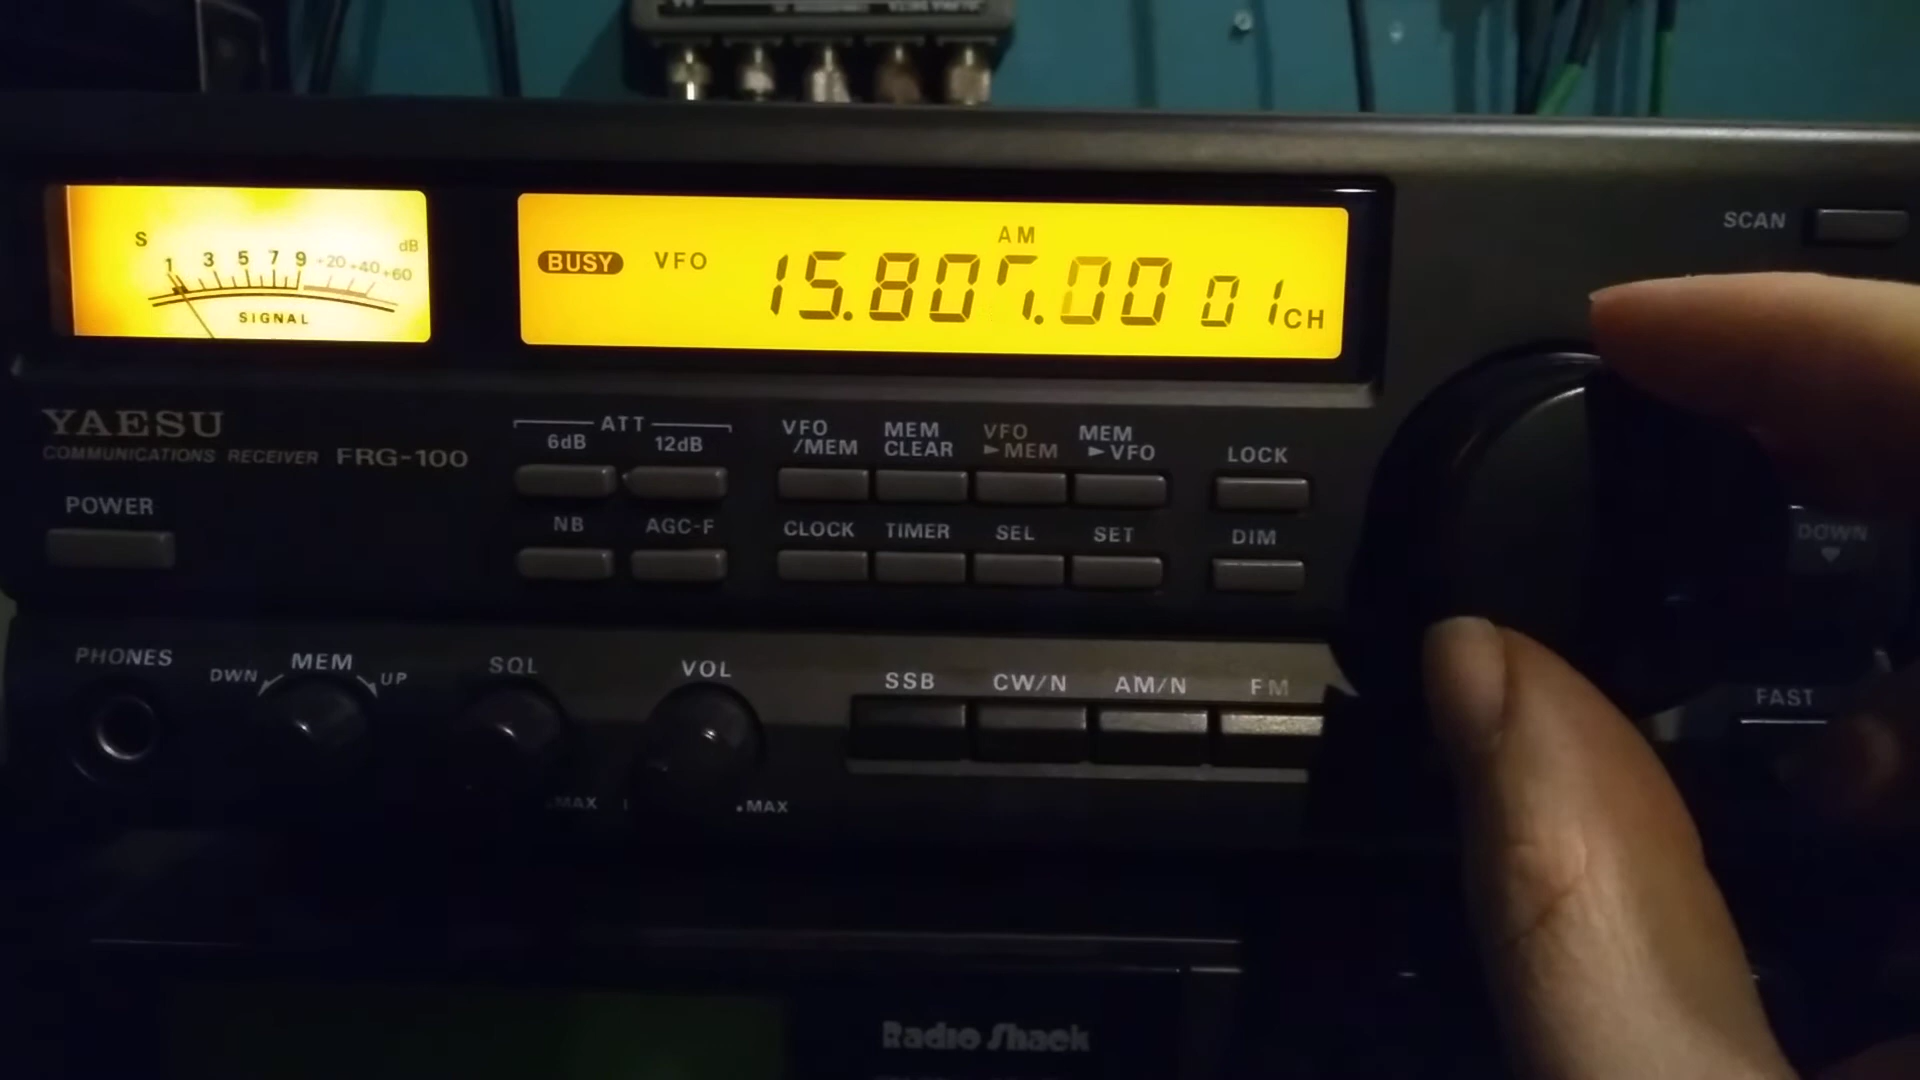 S
1 3 5 7 9 +20 +40 +60 dB
SIGNAL
AM
BUSY VFO 15.807.00 01CH
SCAN
YAESU
COMMUNICATIONS RECEIVER FRG-100
POWER
ATT
6dB 12dB
NB AGC-F
VFO
/MEM
MEM
CLEAR
VFO
►MEM
MEM
►VFO
LOCK
CLOCK TIMER SEL SET DIM
DOWN
▼
PHONES
DWN MEM UP
SQL
MAX
VOL
MAX
SSB CW/N AM/N FM
FAST
Radio Shack